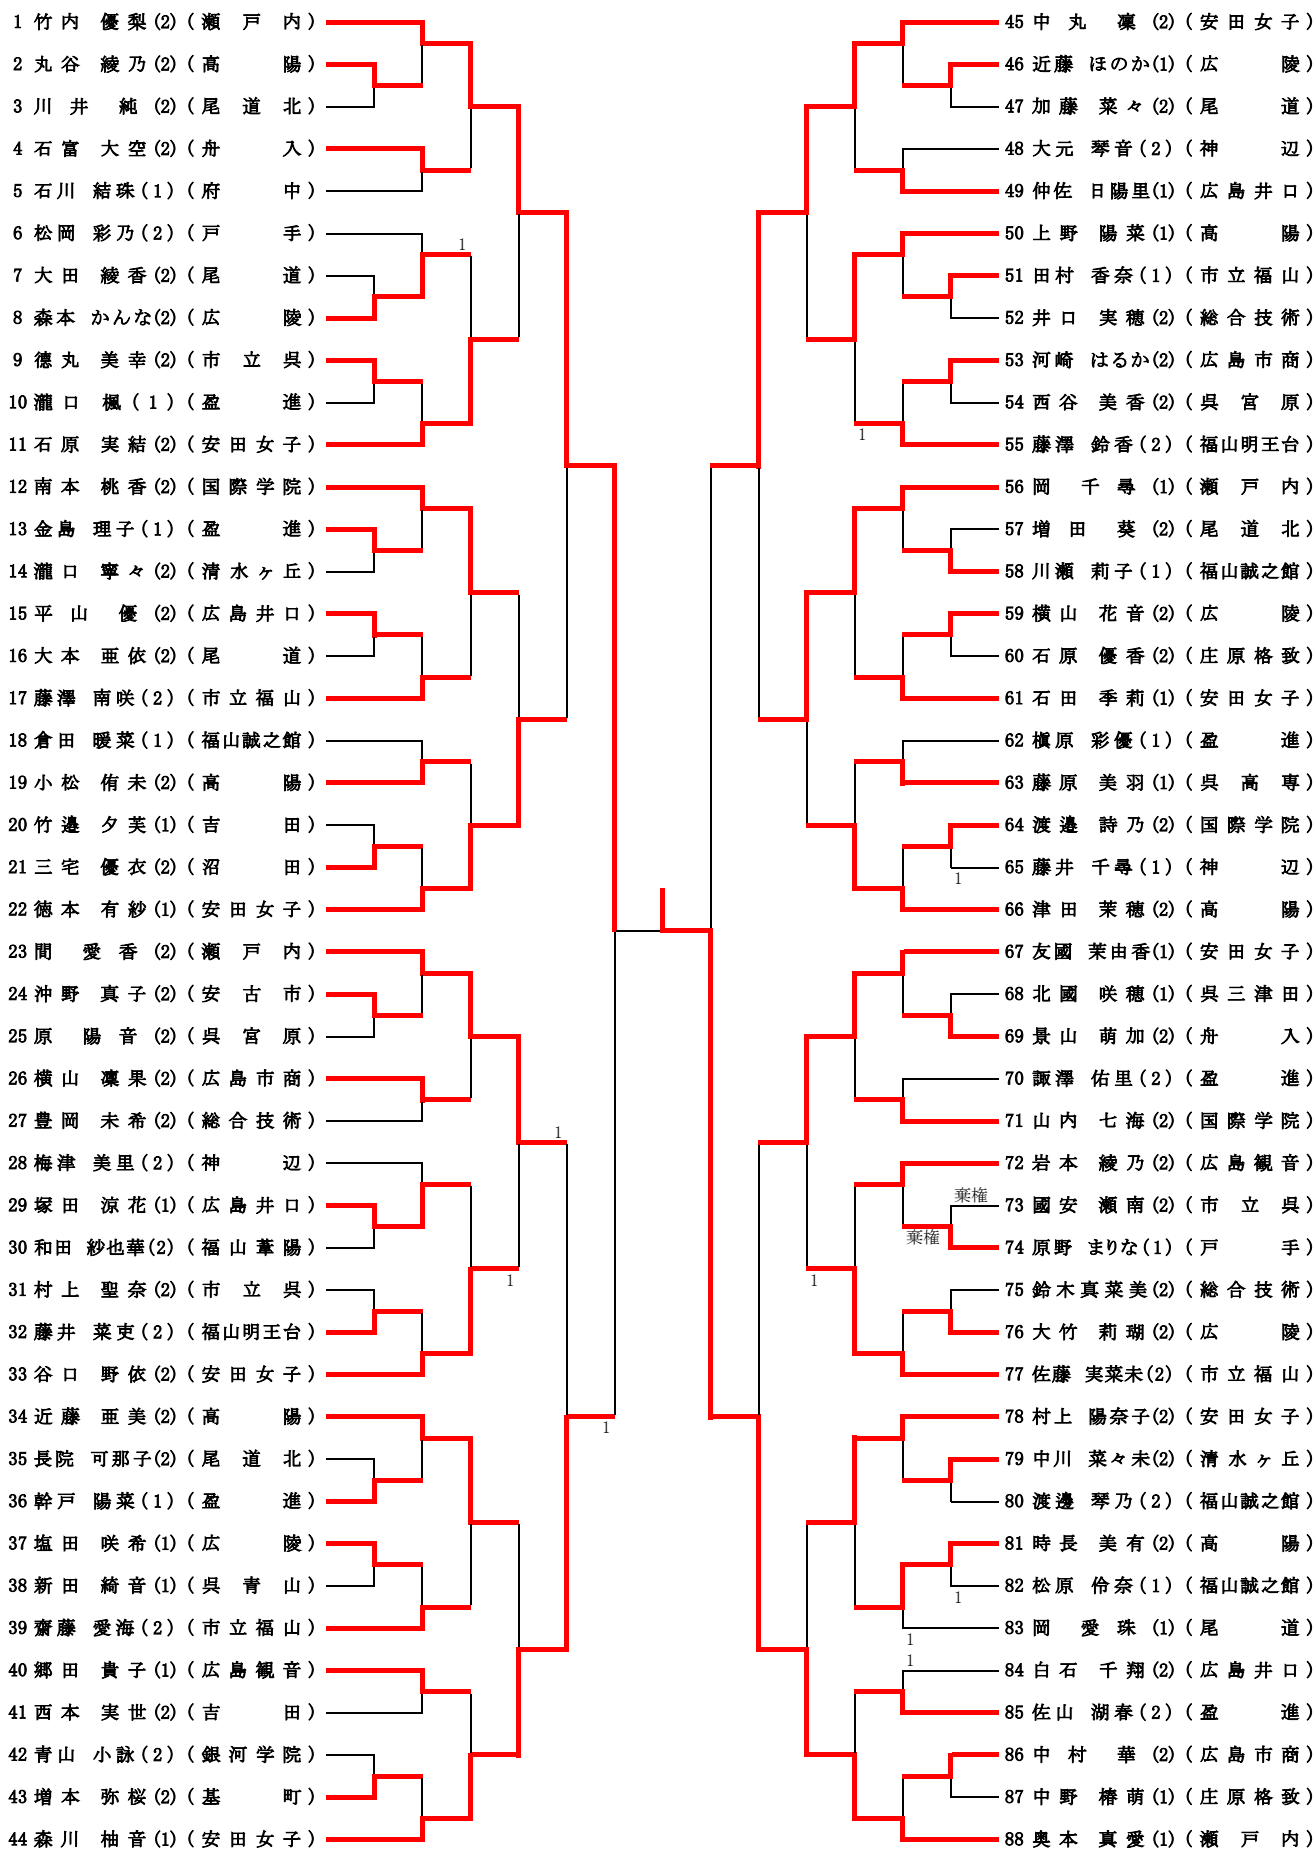 1 竹内 優梨(2)(瀬戸内)
2 丸谷 綾乃(2)(高陽)
3 川井 純(2)(尾道北)
4 石富 大空(2)(舟入)
5 石川 結珠(1)(府中)
6 松岡 彩乃(2)(戸手)
1
7 大田 綾香(2)(尾道)
8 森本 かんな(2)(広陵)
9 德丸 美幸(2)(市立呉)
10 瀧口 楓(1)(盈進)
11 石原 実結(2)(安田女子)
12 南本 桃香(2)(国際学院)
13 金島 理子(1)(盈進)
14 瀧口 寧々(2)(清水ヶ丘)
15 平山 優(2)(広島井口)
16 大本 亜依(2)(尾道)
17 藤澤 南咲(2)(市立福山)
18 倉田 暖菜(1)(福山誠之館)
19 小松 侑未(2)(高陽)
20 竹邉 夕芙(1)(吉田)
21 三宅 優衣(2)(沼田)
22 徳本 有紗(1)(安田女子)
23 間 愛香(2)(瀬戸内)
24 沖野 真子(2)(安古市)
25 原 陽音(2)(呉宮原)
26 横山 凜果(2)(広島市商)
27 豊岡 未希(2)(総合技術)
1
28 梅津 美里(2)(神辺)
29 塚田 涼花(1)(広島井口)
30 和田 紗也華(2)(福山葦陽)
1
31 村上 聖奈(2)(市立呉)
32 藤井 菜吏(2)(福山明王台)
33 谷口 野依(2)(安田女子)
34 近藤 亜美(2)(高陽)
1
35 長院 可那子(2)(尾道北)
36 幹戸 陽菜(1)(盈進)
37 塩田 咲希(1)(広陵)
38 新田 綺音(1)(呉青山)
39 齋藤 愛海(2)(市立福山)
40 郷田 貴子(1)(広島観音)
41 西本 実世(2)(吉田)
42 青山 小詠(2)(銀河学院)
43 増本 弥桜(2)(基町)
44 森川 柚音(1)(安田女子)
45 中丸 凜(2)(安田女子)
46 近藤 ほのか(1)(広陵)
47 加藤 菜々(2)(尾道)
48 大元 琴音(2)(神辺)
49 仲佐 日陽里(1)(広島井口)
50 上野 陽菜(1)(高陽)
51 田村 香奈(1)(市立福山)
52 井口 実穂(2)(総合技術)
53 河崎 はるか(2)(広島市商)
54 西谷 美香(2)(呉宮原)
1
55 藤澤 鈴香(2)(福山明王台)
56 岡 千尋(1)(瀬戸内)
57 増田 葵(2)(尾道北)
58 川瀬 莉子(1)(福山誠之館)
59 横山 花音(2)(広陵)
60 石原 優香(2)(庄原格致)
61 石田 季莉(1)(安田女子)
62 槇原 彩優(1)(盈進)
63 藤原 美羽(1)(呉高専)
64 渡邉 詩乃(2)(国際学院)
65 藤井 千尋(1)(神辺)
1
66 津田 茉穂(2)(高陽)
67 友國 茉由香(1)(安田女子)
68 北國 咲穂(1)(呉三津田)
69 景山 萌加(2)(舟入)
70 諏澤 佑里(2)(盈進)
71 山内 七海(2)(国際学院)
72 岩本 綾乃(2)(広島観音)
棄権
73 國安 瀬南(2)(市立呉)
棄権
74 原野 まりな(1)(戸手)
1
75 鈴木真菜美(2)(総合技術)
76 大竹 莉瑚(2)(広陵)
77 佐藤 実菜未(2)(市立福山)
78 村上 陽奈子(2)(安田女子)
79 中川 菜々未(2)(清水ヶ丘)
80 渡邊 琴乃(2)(福山誠之館)
81 時長 美有(2)(高陽)
82 松原 伶奈(1)(福山誠之館)
1
83 岡 愛珠(1)(尾道)
1
1
84 白石 千翔(2)(広島井口)
85 佐山 湖春(2)(盈進)
86 中村 華(2)(広島市商)
87 中野 椿萌(1)(庄原格致)
88 奥本 真愛(1)(瀬戸内)